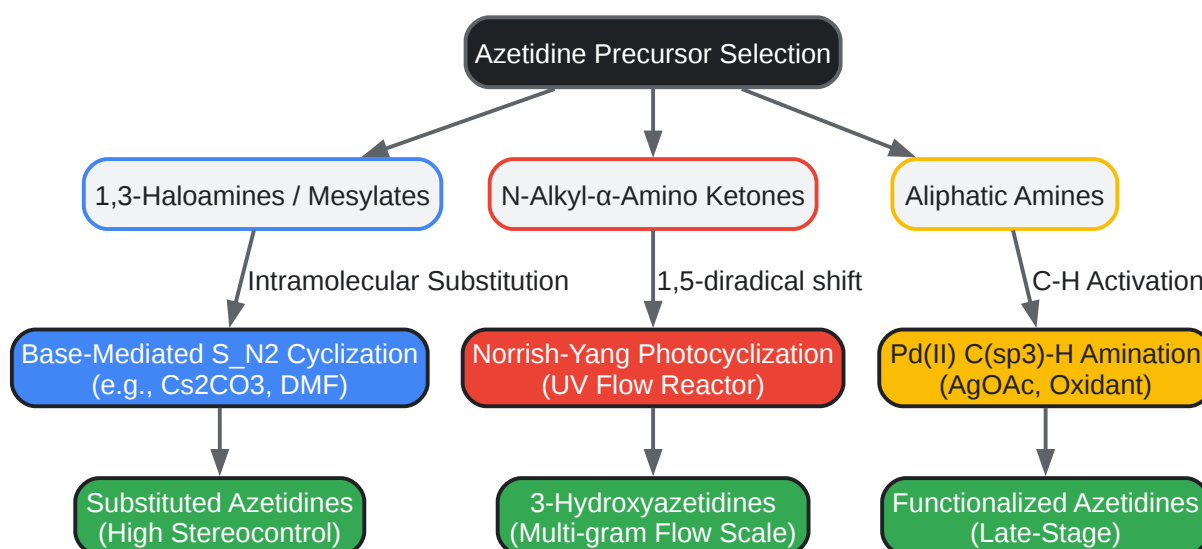 Azetidine Precursor Selection
1,3-Haloamines / Mesylates
N-Alkyl-α-Amino Ketones
Aliphatic Amines
Intramolecular Substitution
1,5-diradical shift
C-H Activation
Base-Mediated S_N2 Cyclization
(e.g., Cs2CO3, DMF)
Norrish-Yang Photocyclization
(UV Flow Reactor)
Pd(II) C(sp3)-H Amination
(AgOAc, Oxidant)
Substituted Azetidines
(High Stereocontrol)
3-Hydroxyazetidines
(Multi-gram Flow Scale)
Functionalized Azetidines
(Late-Stage)